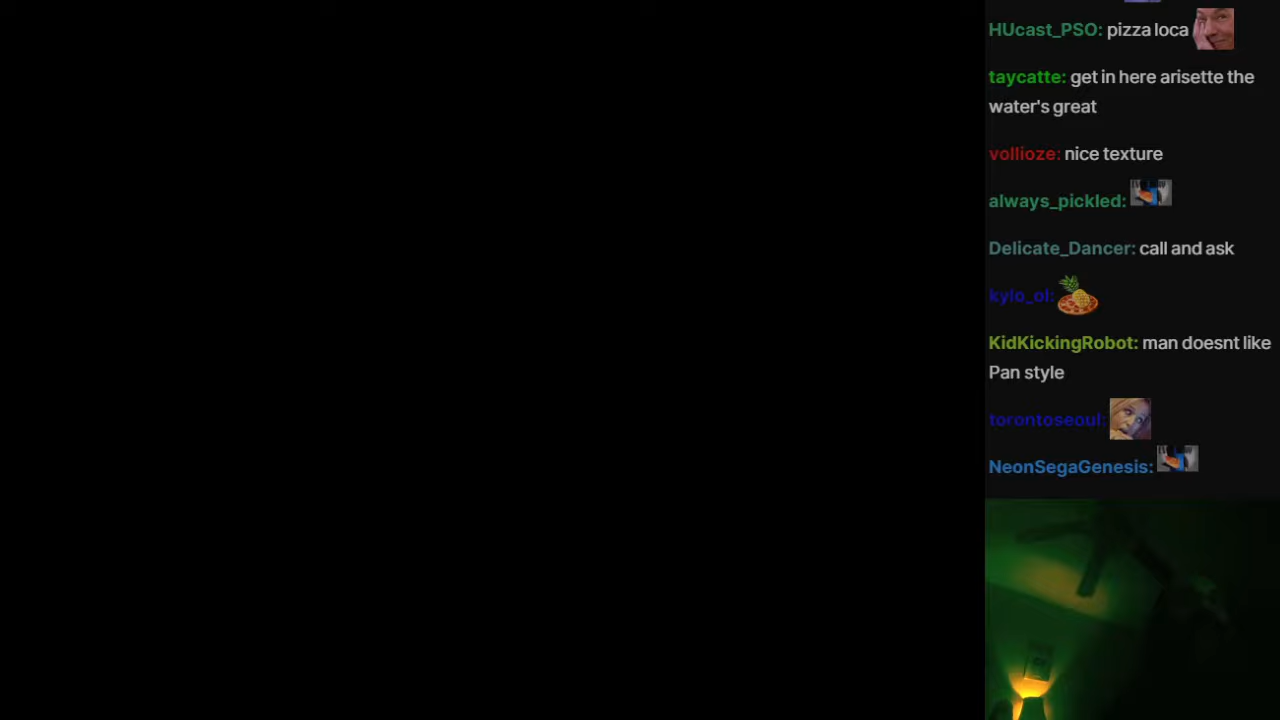 HUcast_PSO: pizza loca
taycatte: get in here arisette the
water's great
vollioze: nice texture
always_pickled:
Delicate_Dancer: call and ask
kylo_ol:
KidKickingRobot: man doesnt like
Pan style
torontoseoul:
NeonSegaGenesis: